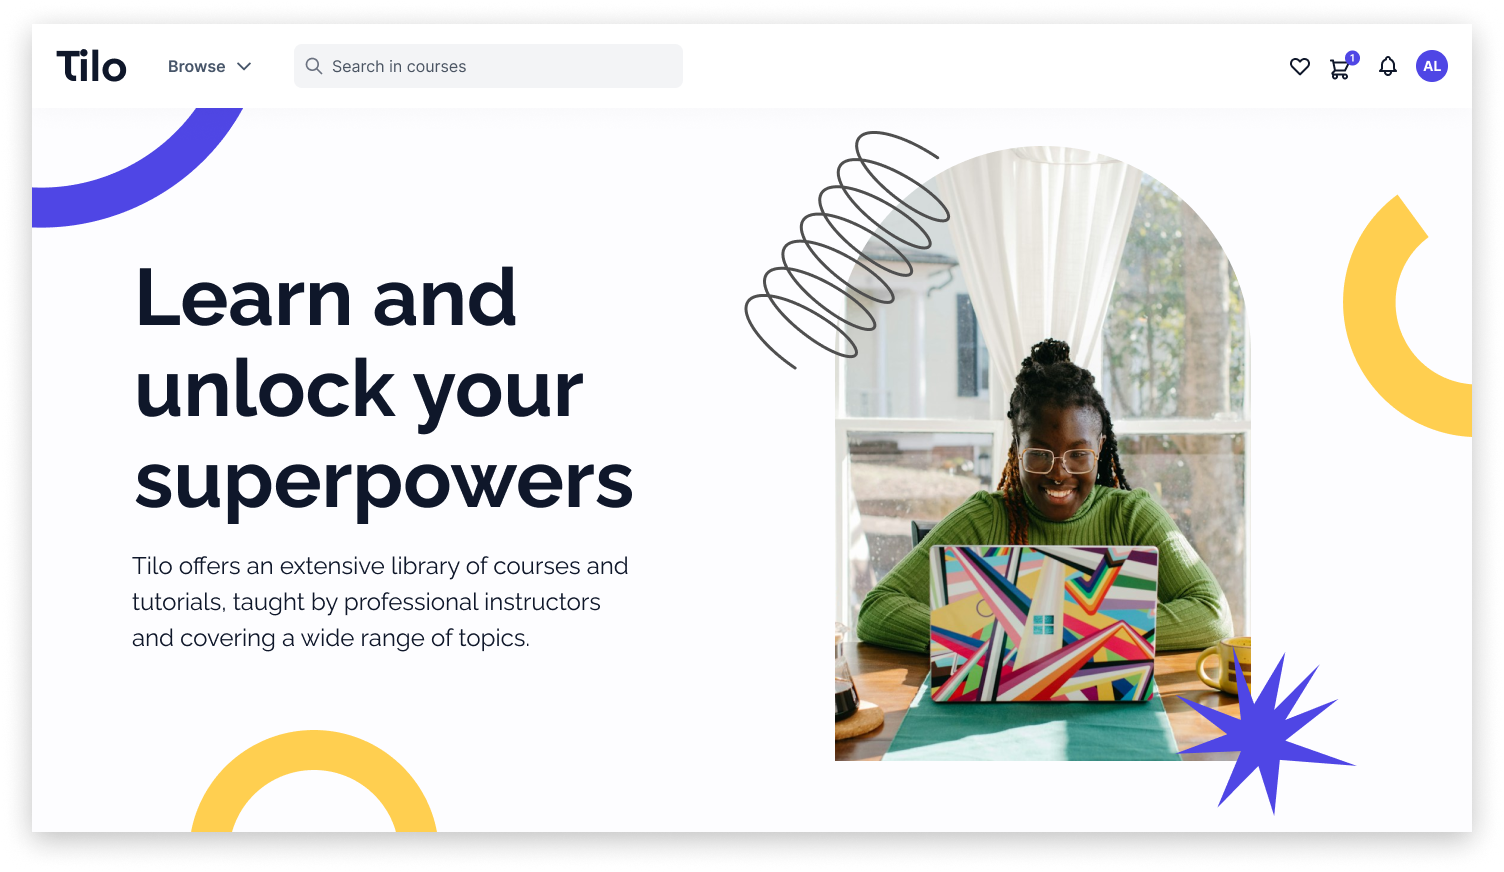 Tilo
Browse
Search in courses
1
AL
Learn and
unlock your
superpowers
Tilo offers an extensive library of courses and
tutorials, taught by professional instructors
and covering a wide range of topics.